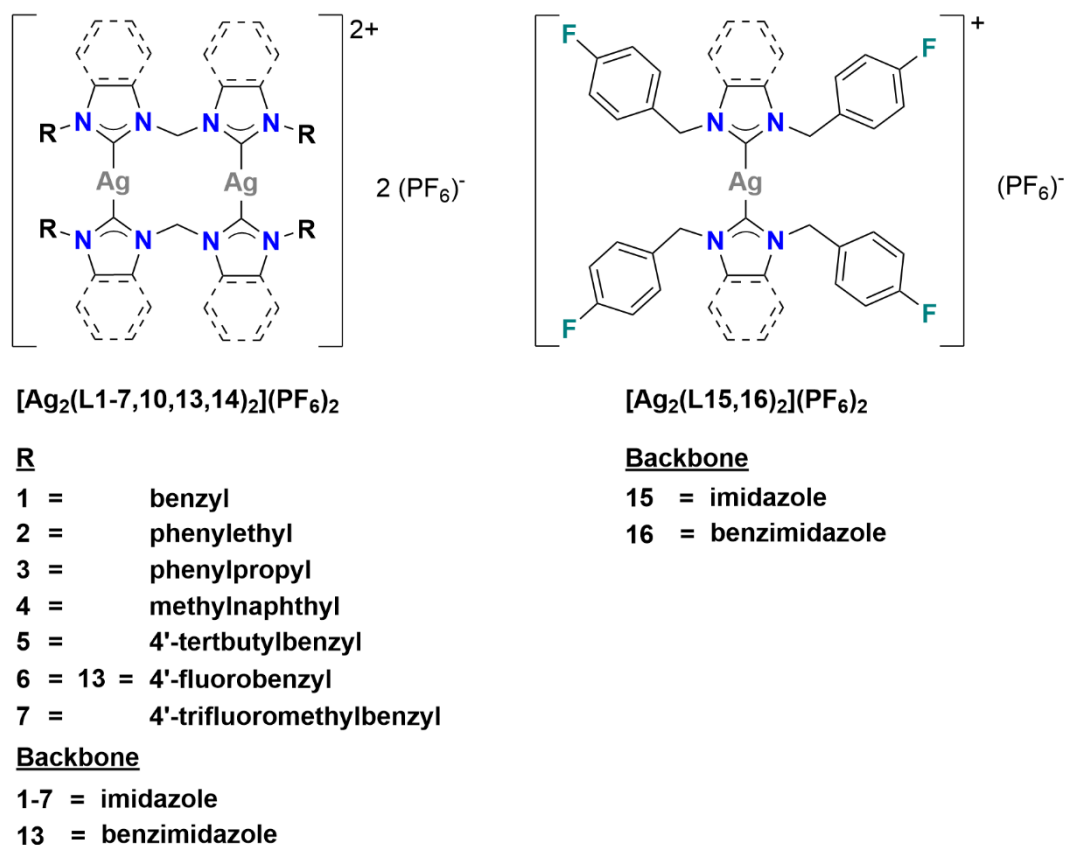 2+
R N N N N R
Ag Ag
2 (PF₆)⁻
R N N N N R
[Ag₂(L1-7,10,13,14)₂](PF₆)₂
R
1 = benzyl
2 = phenylethyl
3 = phenylpropyl
4 = methylnaphthyl
5 = 4'-tertbutylbenzyl
6 = 13 = 4'-fluorobenzyl
7 = 4'-trifluoromethylbenzyl
Backbone
1-7 = imidazole
13 = benzimidazole
+
F F
N N
Ag
(PF₆)⁻
N N
F F
[Ag₂(L15,16)₂](PF₆)₂
Backbone
15 = imidazole
16 = benzimidazole